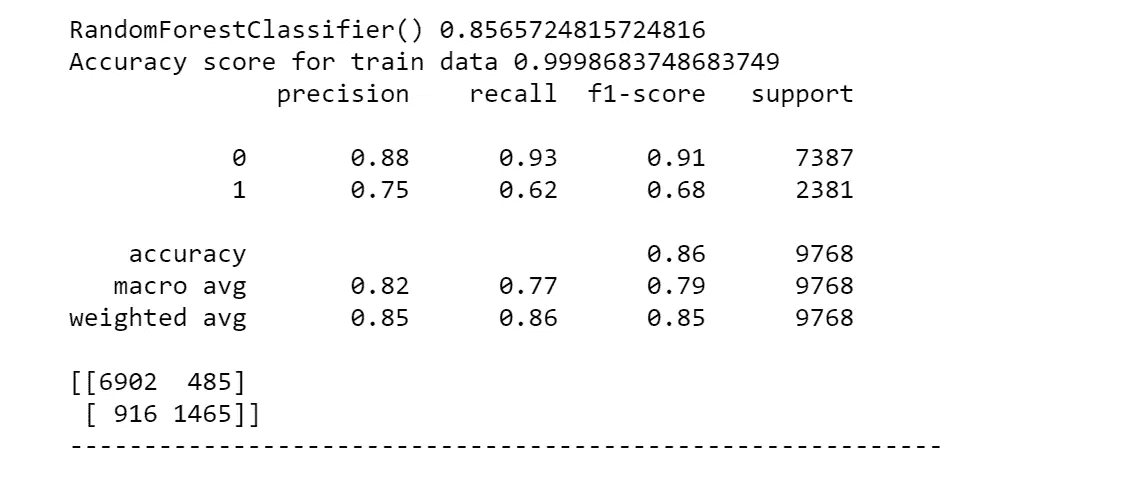 RandomForestClassifier() 0.8565724815724816
Accuracy score for train data 0.9998683748683749
precision recall f1-score support
0 0.88 0.93 0.91 7387
1 0.75 0.62 0.68 2381
accuracy 0.86 9768
macro avg 0.82 0.77 0.79 9768
weighted avg 0.85 0.86 0.85 9768
[[6902 485]
[ 916 1465]]
-----------------------------------------------------------